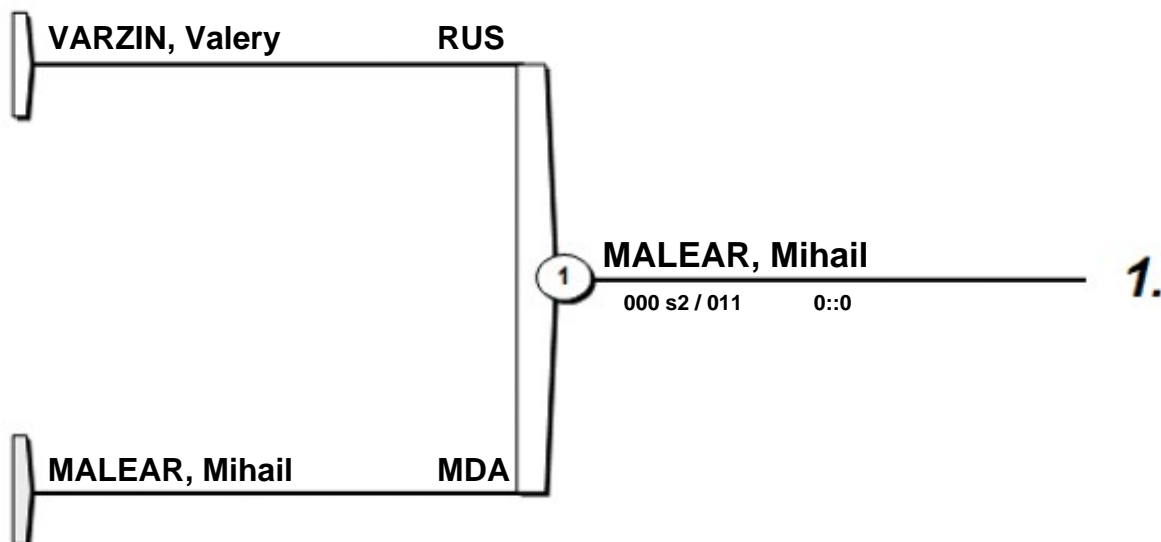 VARZIN, Valery RUS
1
MALEAR, Mihail
1.
000 s2 / 011 0::0
MALEAR, Mihail MDA